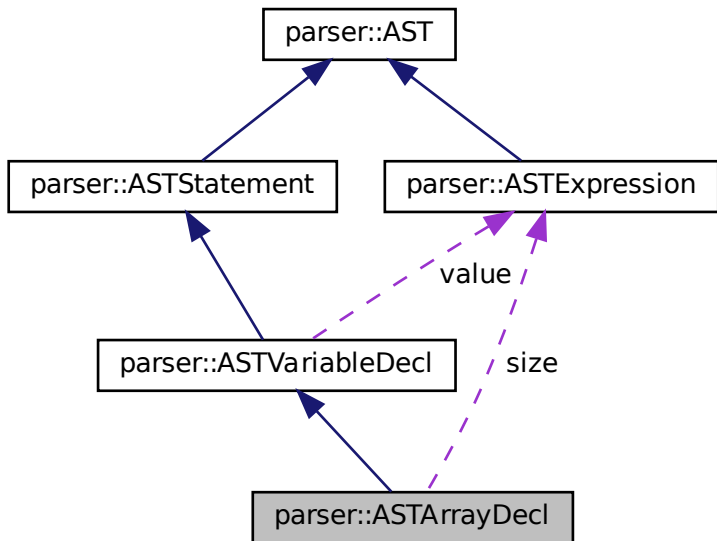 parser::AST
parser::ASTStatement
parser::ASTExpression
value
parser::ASTVariableDecl
size
parser::ASTArrayDecl